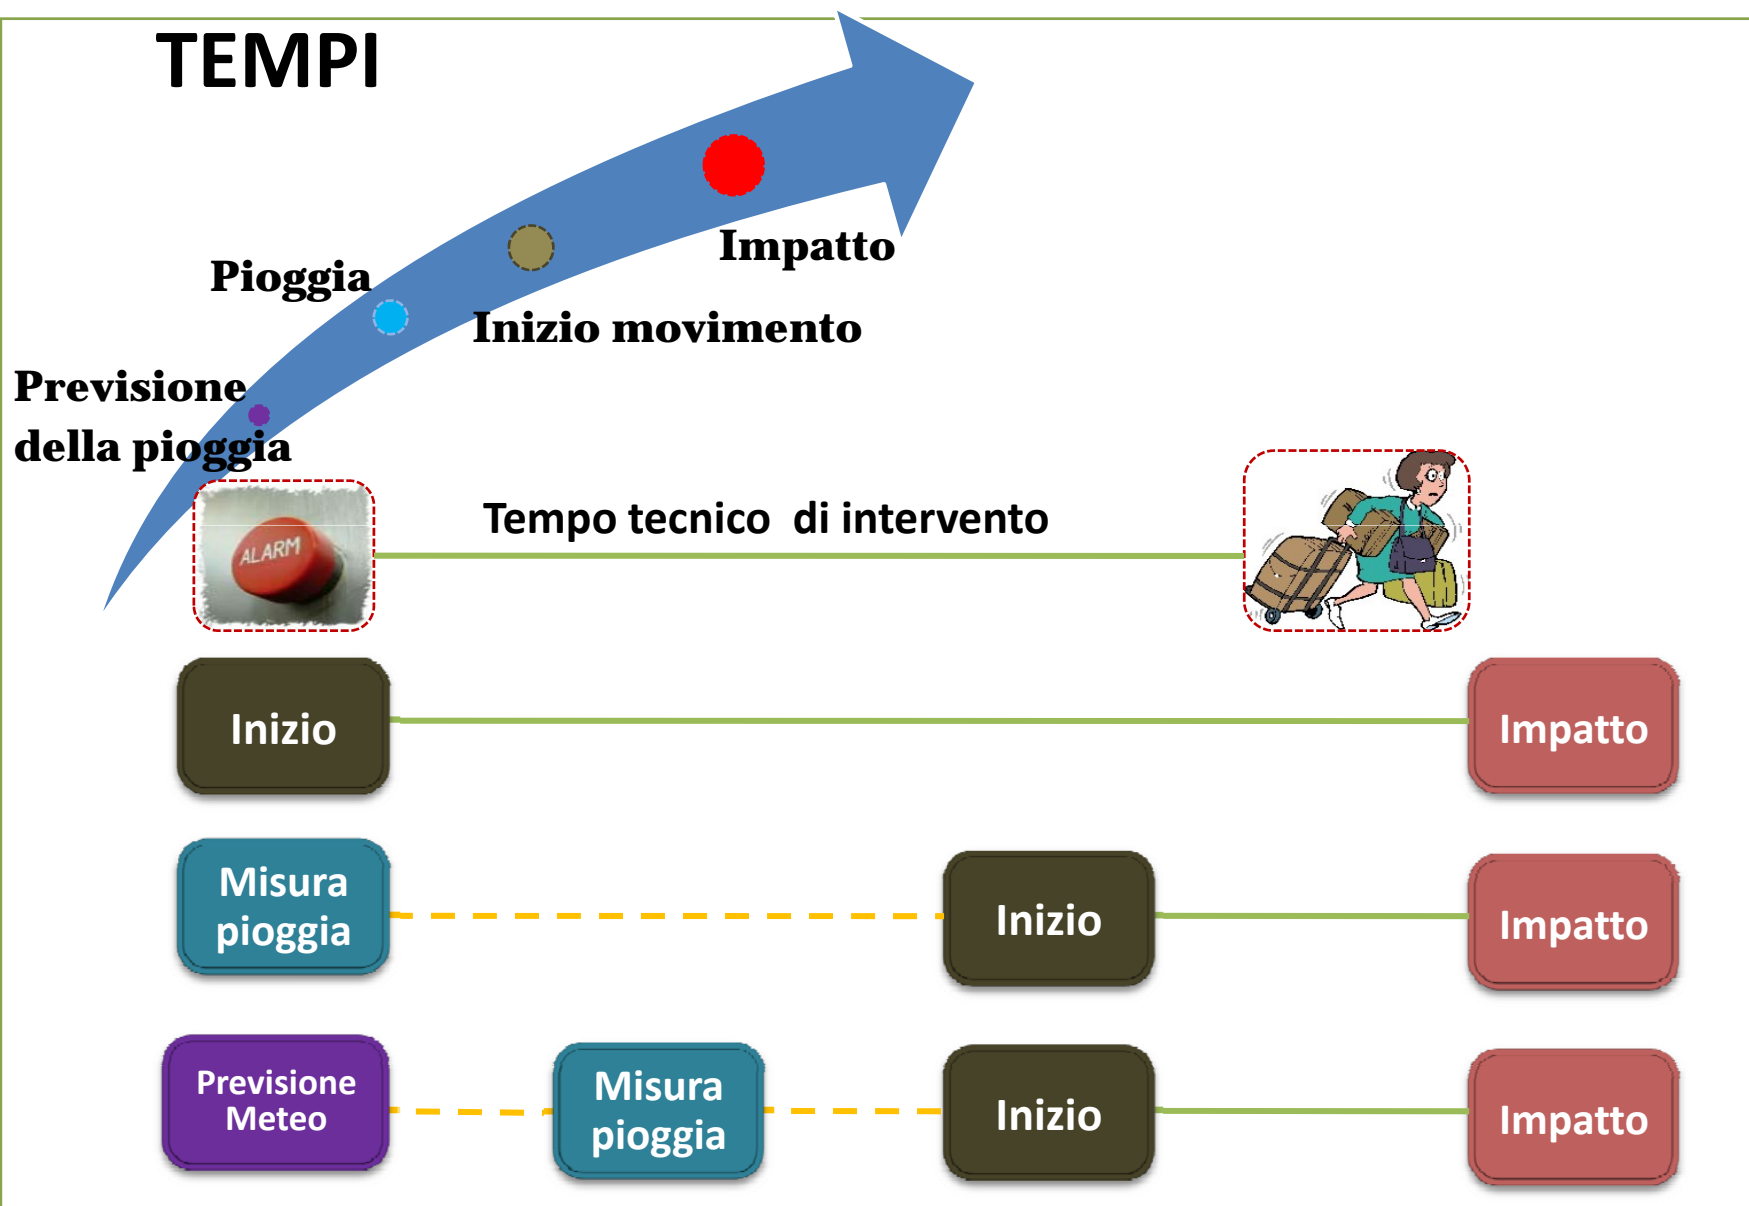 TEMPI
Impatto
Pioggia
Inizio movimento
Previsione
della pioggia
ALARM
Tempo tecnico di intervento
Inizio
Impatto
Misura
pioggia
Inizio
Impatto
Previsione
Meteo
Misura
pioggia
Inizio
Impatto